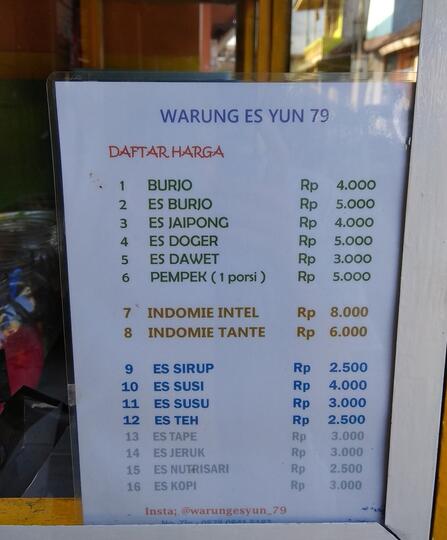 WARUNG ES YUN 79
DAFTAR HARGA
1 BURJO Rp 4.000
2 ES BURJO Rp 5.000
3 ES JAIPONG Rp 4.000
4 ES DOGER Rp 5.000
5 ES DAWET Rp 3.000
6 PEMPEK ( 1 porsi ) Rp 5.000
7 INDOMIE INTEL Rp 8.000
8 INDOMIE TANTE Rp 6.000
9 ES SIRUP Rp 2.500
10 ES SUSI Rp 4.000
11 ES SUSU Rp 3.000
12 ES TEH Rp 2.500
13 ES TAPE Rp 3.000
14 ES JERUK Rp 3.000
15 ES NUTRISARI Rp 2.500
16 ES KOPI Rp 3.000
Insta; @warungesyun_79